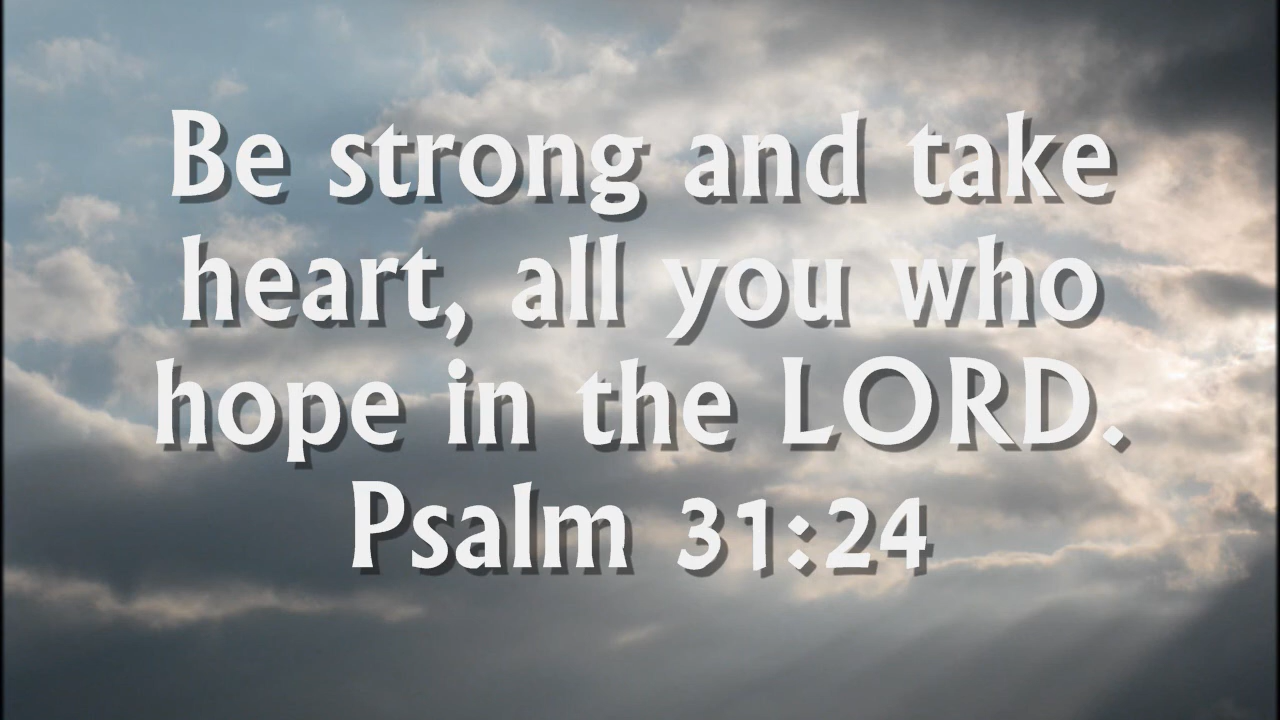 Be strong and take
heart, all you who
hope in the LORD.
Psalm 31:24